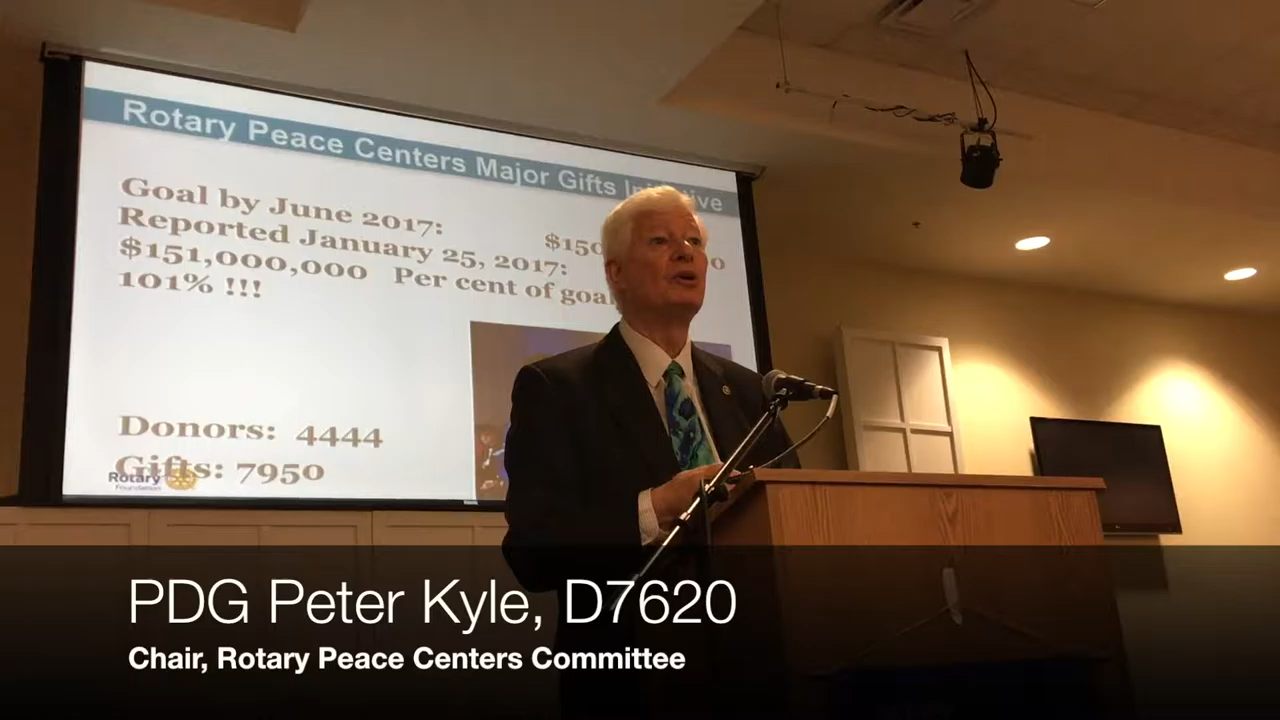 Rotary Peace Centers Major Gifts
Goal by June 2017:
$150
Reported January 25, 2017:
$151,000,000 Per cent of goal
101% !!!
Donors: 4444
Gifts: 7950
Rotary
Foundation
PDG Peter Kyle, D7620
Chair, Rotary Peace Centers Committee